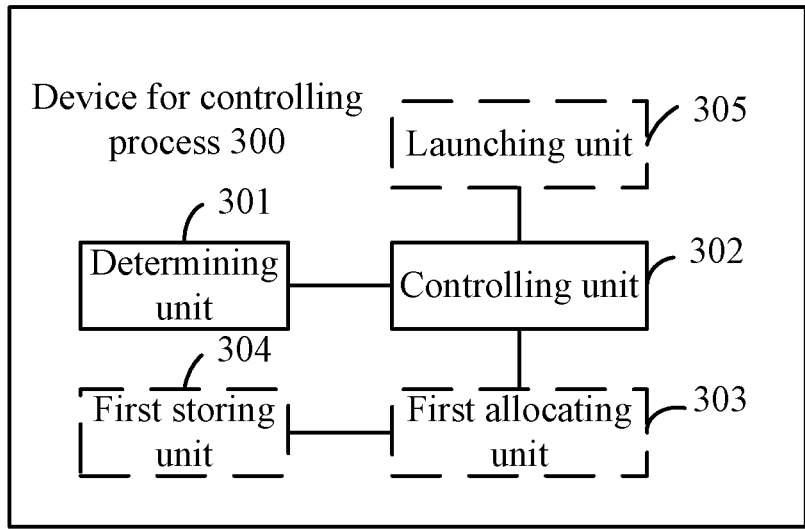 Device for controlling
process 300
305
Launching unit
301
Determining
unit
302
Controlling unit
304
First storing
unit
303
First allocating
unit